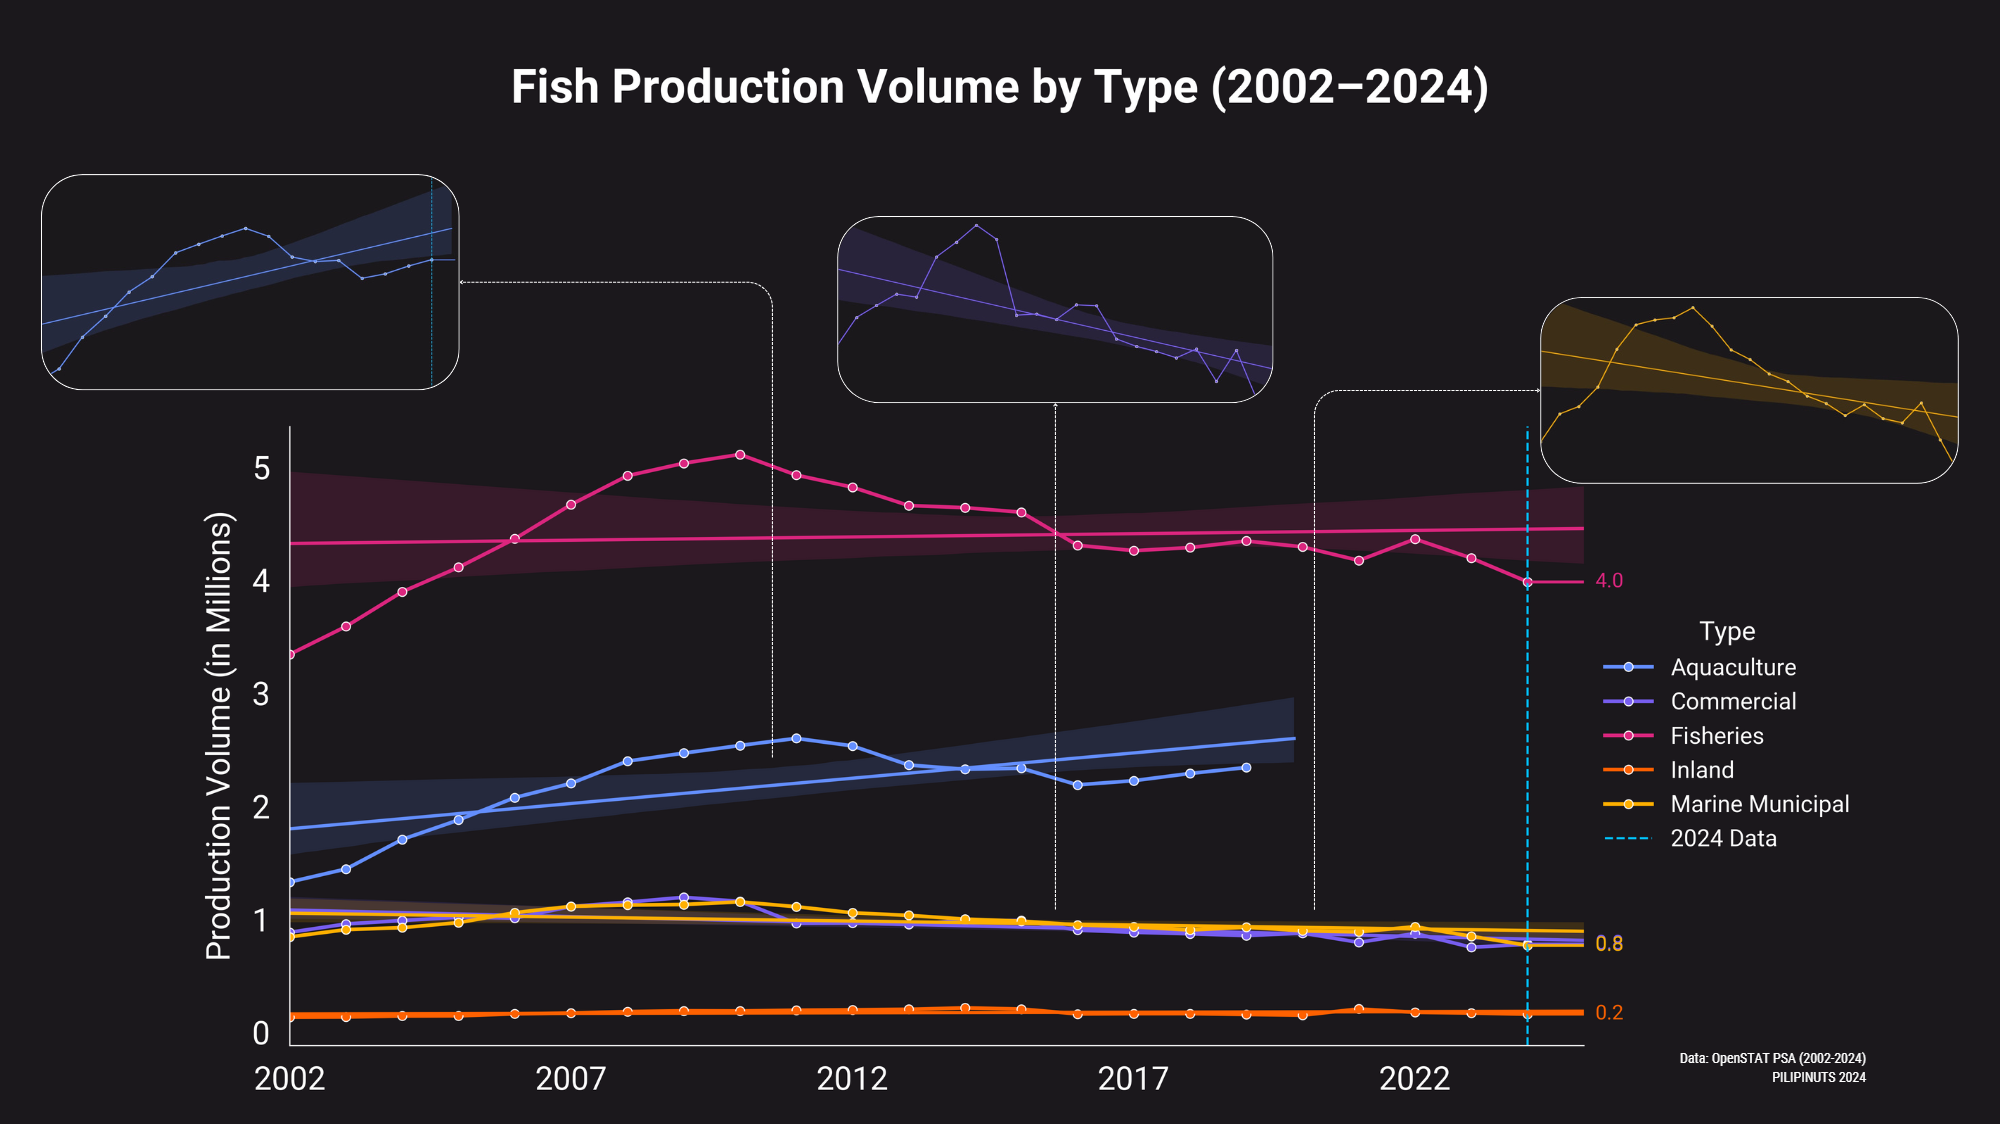 Fish Production Volume by Type (2002–2024)
Production Volume (in Millions)
5
4
3
2
1
0
2002
2007
2012
2017
2022
4.0
0.8
0.2
Type
Aquaculture
Commercial
Fisheries
Inland
Marine Municipal
2024 Data
Data: OpenSTAT PSA (2002-2024)
PILIPINUTS 2024